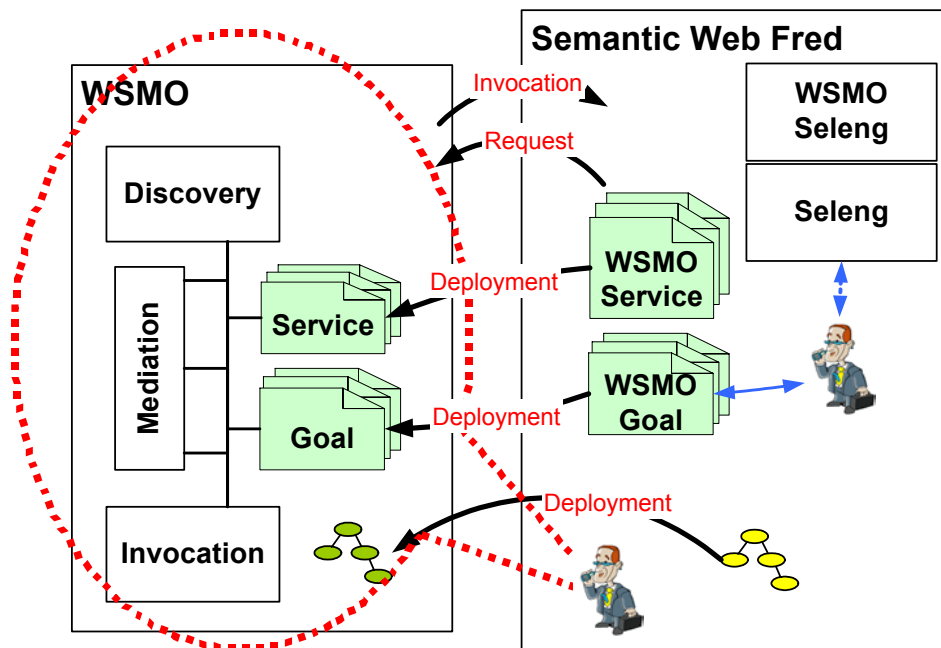 Semantic Web Fred
WSMO
Invocation
WSMO
Seleng
Request
Discovery
Seleng
Deployment
WSMO
Service
Service
Mediation
WSMO
Goal
Deployment
Goal
Deployment
Invocation